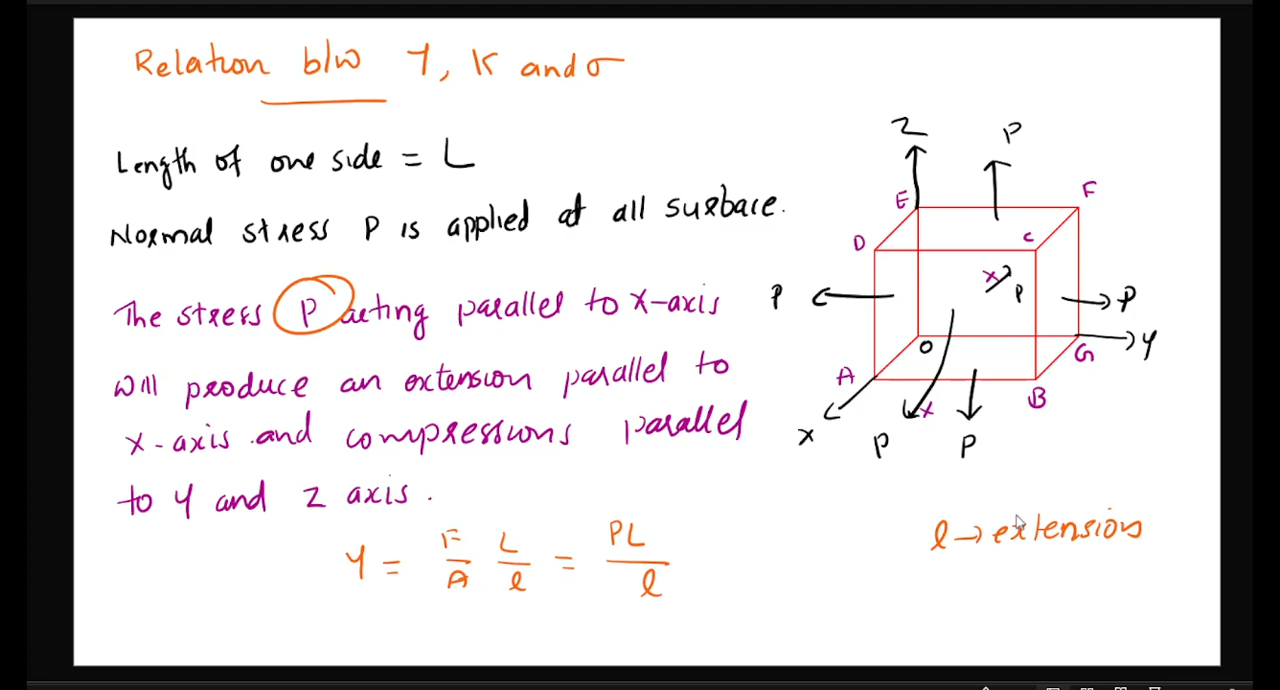 Relation b/w Y, K and σ
Length of one side = L
Normal stress P is applied at all surface.
The stress P acting parallel to X-axis
will produce an extension parallel to
X-axis and compressions parallel
to Y and Z axis.
Y = F/A L/l = PL/l
l → extension
Z
P
E
F
D
C
X
P
P
P
O
G
Y
A
B
X
X
P
P